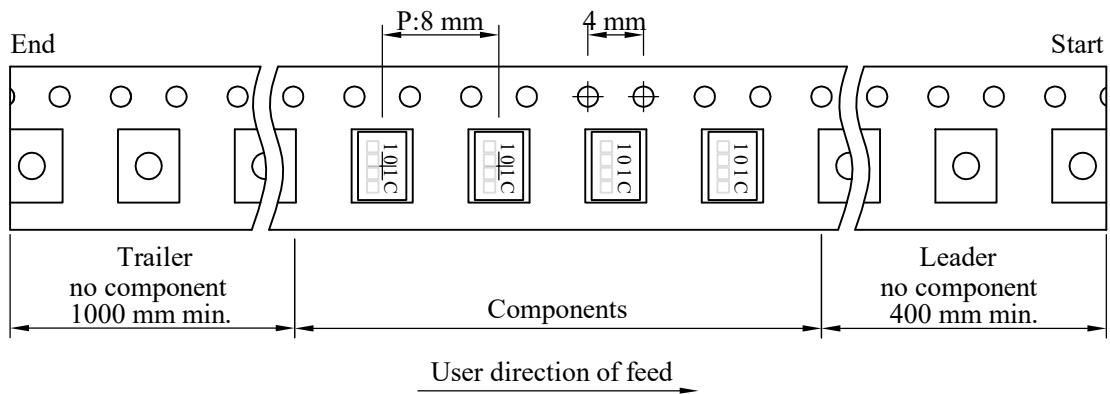 P:8 mm
4 mm
End
Start
101C
101C
101C
101C
Trailer
no component
1000 mm min.
Components
Leader
no component
400 mm min.
User direction of feed